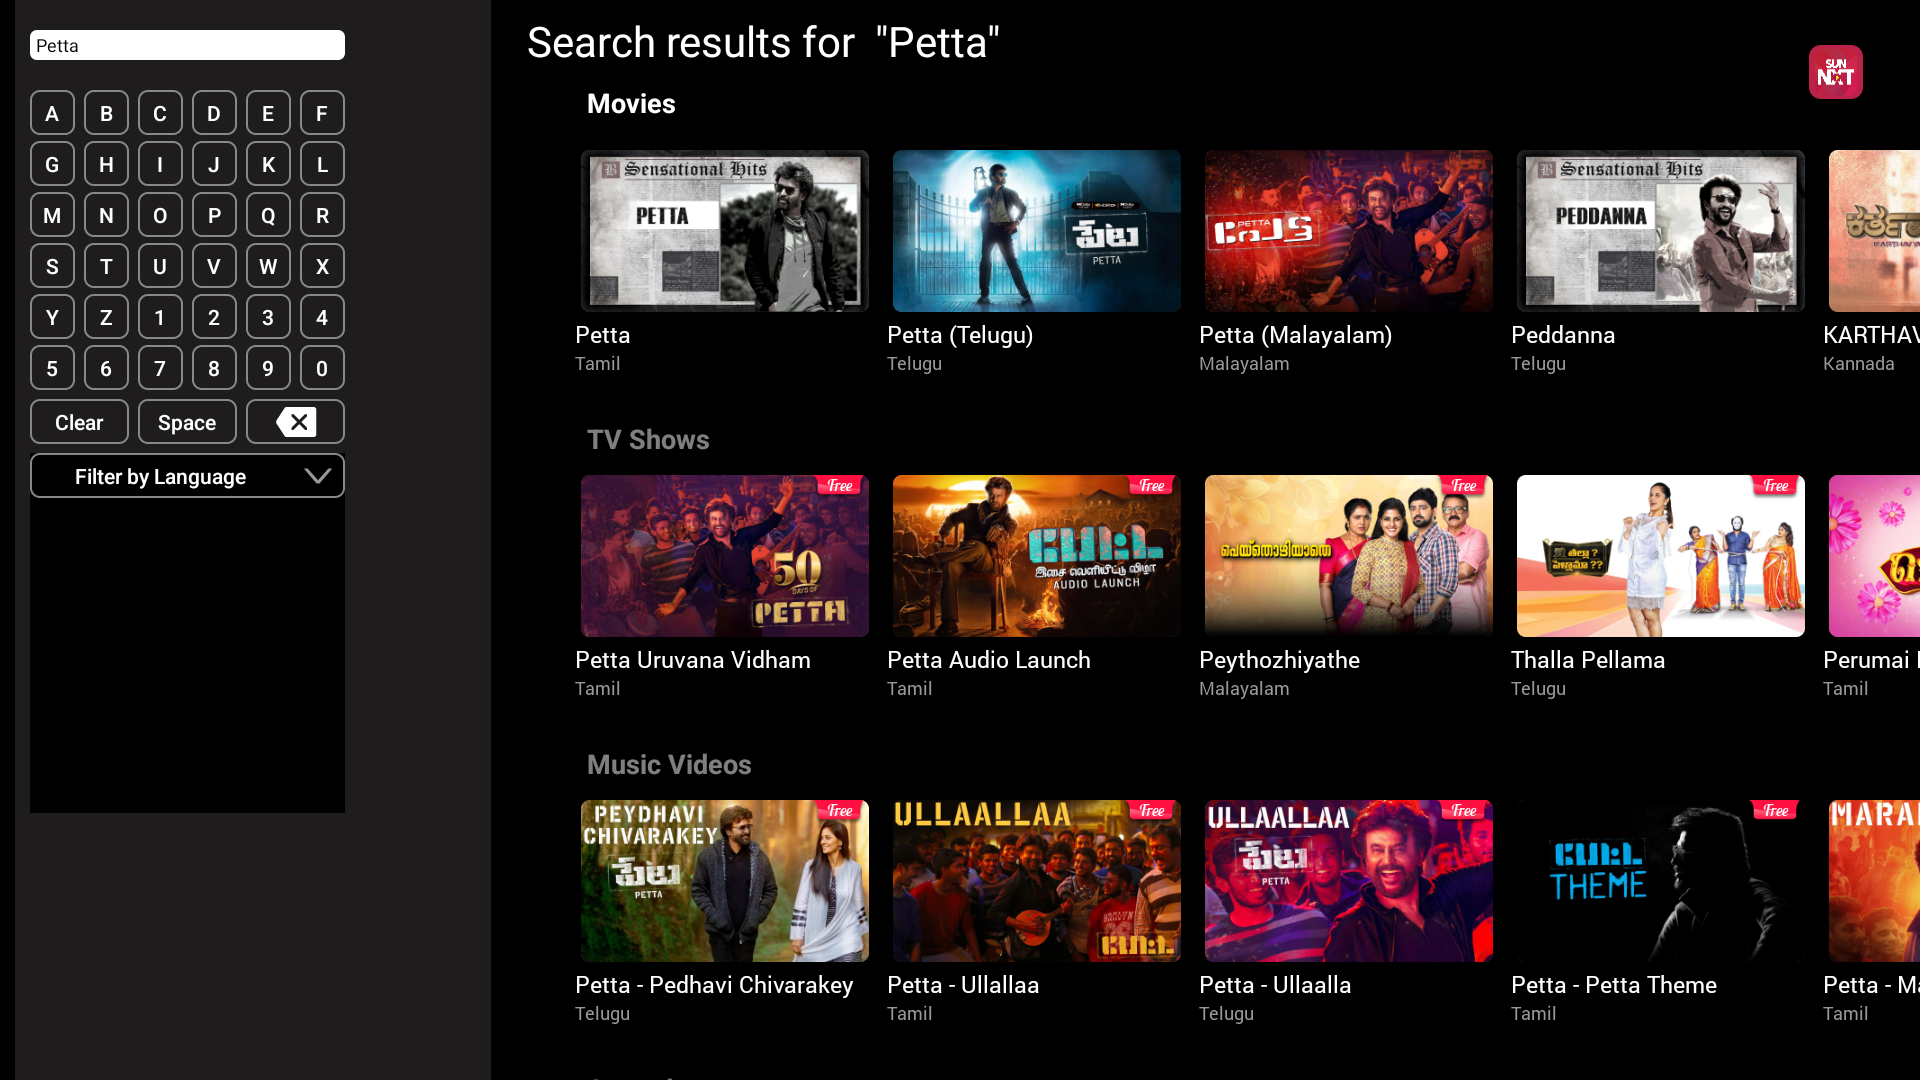 Petta
A B C D E F
G H I J K L
M N O P Q R
S T U V W X
Y Z 1 2 3 4
5 6 7 8 9 0
Clear Space
Filter by Language
Search results for "Petta"
SUN
NXT
Movies
B Sensational Hits
PETTA
పేట
PETTA
PETTA
പേട്ട
B Sensational Hits
PEDDANNA
Petta
Tamil
Petta (Telugu)
Telugu
Petta (Malayalam)
Malayalam
Peddanna
Telugu
KARTHAV
Kannada
TV Shows
Free
50
DAYS OF
PETTA
Free
பேட்ட
இசை வெளியீட்டு விழா
AUDIO LAUNCH
Free
പെയ്തൊഴിയാതെ
Free
తల్లా ?
పెళ్ళామా ??
Petta Uruvana Vidham
Tamil
Petta Audio Launch
Tamil
Peythozhiyathe
Malayalam
Thalla Pellama
Telugu
Perumai
Tamil
Music Videos
PEYDHAVI
CHIVARAKEY
పేట
PETTA
Free
ULLAALLAA
Free
பேட்ட
ULLAALLAA
పేట
PETTA
Free
பேட்ட
THEME
Free
MARA
Petta - Pedhavi Chivarakey
Telugu
Petta - Ullallaa
Tamil
Petta - Ullaalla
Telugu
Petta - Petta Theme
Tamil
Petta - Ma
Tamil